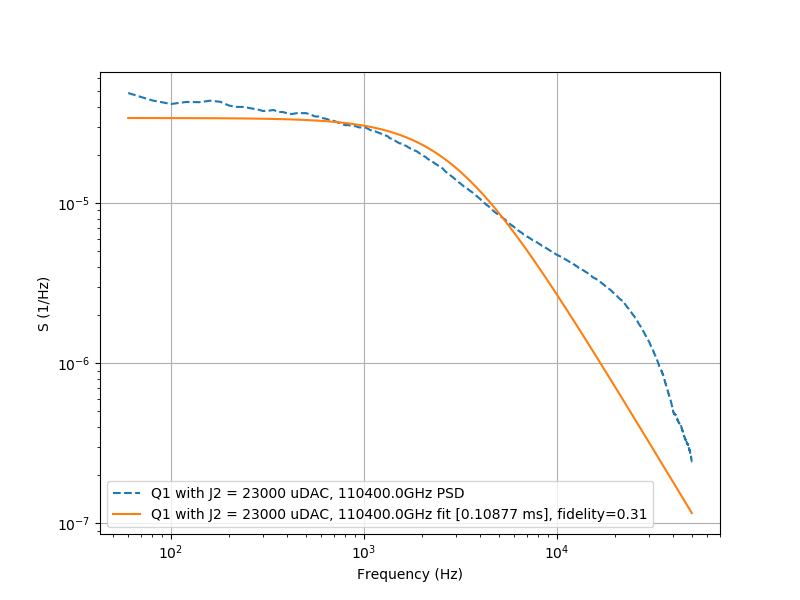 10^-5
10^-6
10^-7
S (1/Hz)
Q1 with J2 = 23000 uDAC, 110400.0GHz PSD
Q1 with J2 = 23000 uDAC, 110400.0GHz fit [0.10877 ms], fidelity=0.31
10^2
10^3
10^4
Frequency (Hz)